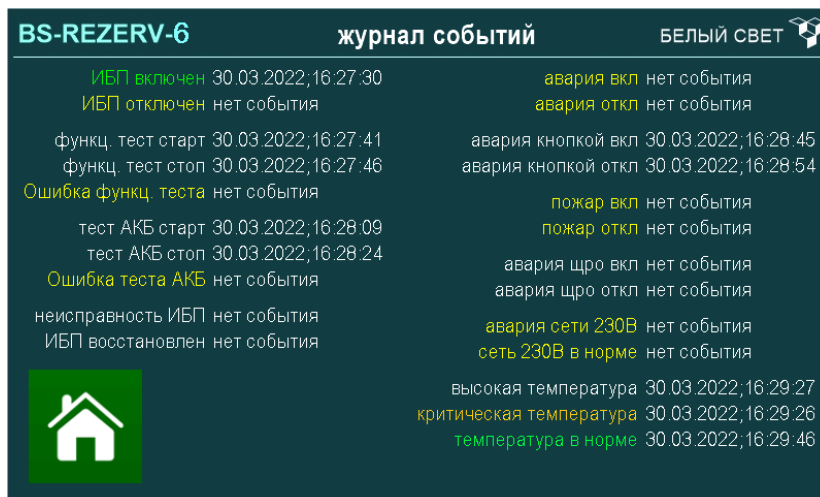 BS-REZERV-6
журнал событий
БЕЛЫЙ СВЕТ
ИБП включен 30.03.2022;16:27:30
ИБП отключен нет события
функц. тест старт 30.03.2022;16:27:41
функц. тест стоп 30.03.2022;16:27:46
Ошибка функц. теста нет события
тест АКБ старт 30.03.2022;16:28:09
тест АКБ стоп 30.03.2022;16:28:24
Ошибка теста АКБ нет события
неисправность ИБП нет события
ИБП восстановлен нет события
авария вкл нет события
авария откл нет события
авария кнопкой вкл 30.03.2022;16:28:45
авария кнопкой откл 30.03.2022;16:28:54
пожар вкл нет события
пожар откл нет события
авария щро вкл нет события
авария щро откл нет события
авария сети 230В нет события
сеть 230В в норме нет события
высокая температура 30.03.2022;16:29:27
критическая температура 30.03.2022;16:29:26
температура в норме 30.03.2022;16:29:46